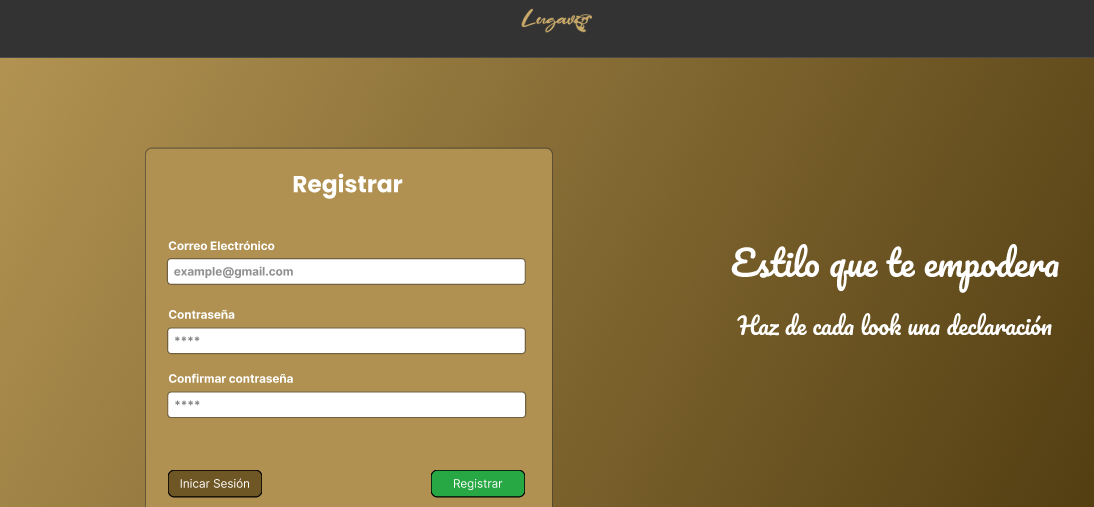 Lugavo
Registrar
Correo Electrónico
example@gmail.com
Contraseña
****
Confirmar contraseña
****
Inicar Sesión
Registrar
Estilo que te empodera
Haz de cada look una declaración